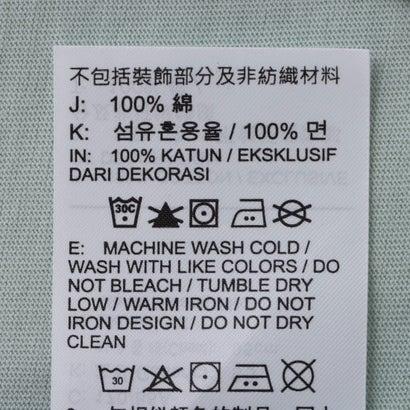 不包括裝飾部分及非紡織材料
J: 100% 綿
K: 섬유혼용율 / 100% 면
IN: 100% KATUN / EKSKLUSIF
DARI DEKORASI
30C
E: MACHINE WASH COLD /
WASH WITH LIKE COLORS / DO
NOT BLEACH / TUMBLE DRY
LOW / WARM IRON / DO NOT
IRON DESIGN / DO NOT DRY
CLEAN
30